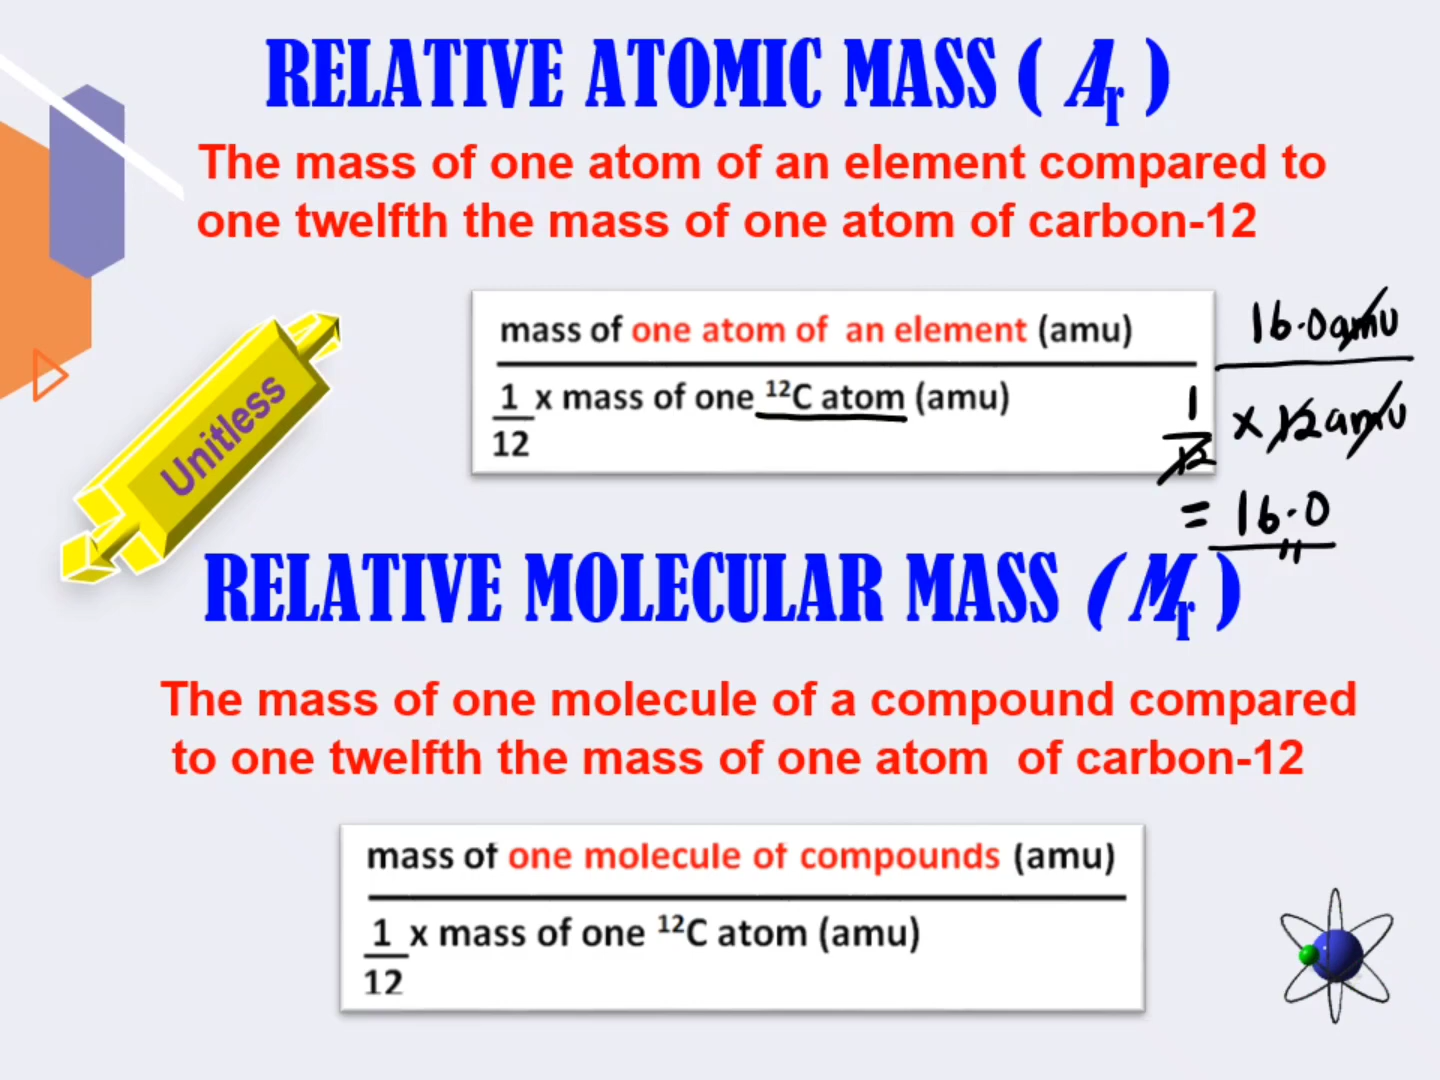 RELATIVE ATOMIC MASS ( Ar )
The mass of one atom of an element compared to
one twelfth the mass of one atom of carbon-12
Unitless
mass of one atom of an element (amu)
1
12
x mass of one ¹²C atom (amu)
16.0amu
1
12
x 12amu
= 16.0
RELATIVE MOLECULAR MASS (Mr )
The mass of one molecule of a compound compared
to one twelfth the mass of one atom of carbon-12
mass of one molecule of compounds (amu)
1
12
x mass of one ¹²C atom (amu)